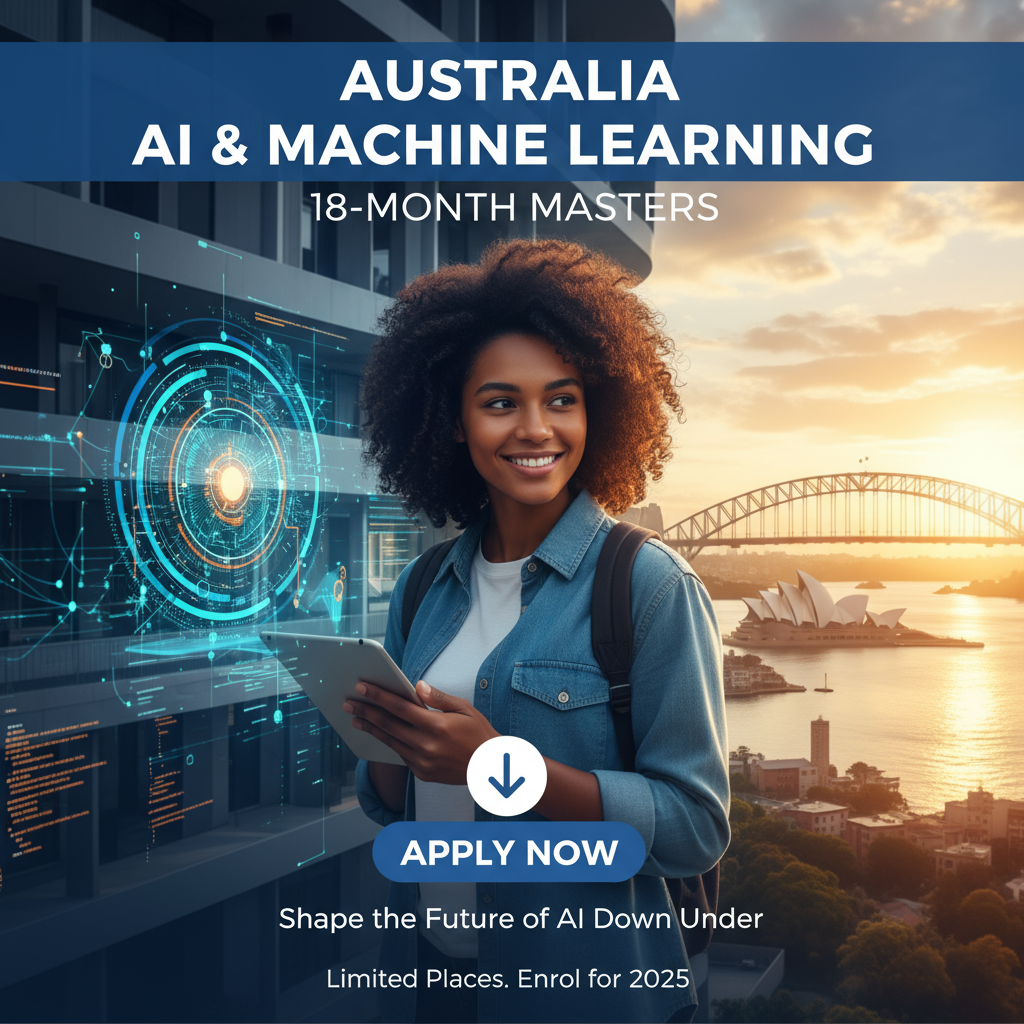 AUSTRALIA
AI & MACHINE LEARNING
18-MONTH MASTERS
APPLY NOW
Shape the Future of AI Down Under
Limited Places. Enrol for 2025